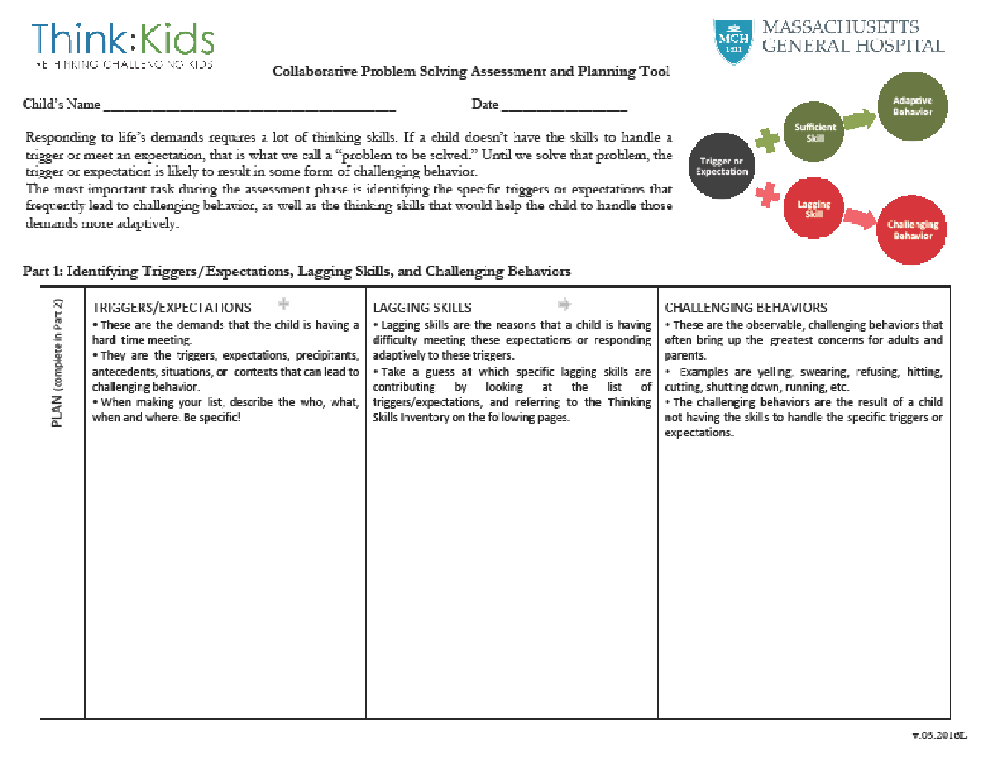 Think:Kids
RETHINKING CHALLENGING KIDS
MGH
1811
MASSACHUSETTS
GENERAL HOSPITAL
Collaborative Problem Solving Assessment and Planning Tool
Child's Name ______________________________________ Date __________________
Responding to life's demands requires a lot of thinking skills. If a child doesn't have the skills to handle a
trigger or meet an expectation, that is what we call a "problem to be solved." Until we solve that problem, the
trigger or expectation is likely to result in some form of challenging behavior.
The most important task during the assessment phase is identifying the specific triggers or expectations that
frequently lead to challenging behavior, as well as the thinking skills that would help the child to handle those
demands more adaptively.
Trigger or
Expectation
Sufficient
Skill
Adaptive
Behavior
Lagging
Skill
Challenging
Behavior
Part 1: Identifying Triggers/Expectations, Lagging Skills, and Challenging Behaviors
PLAN (complete in Part 2)
TRIGGERS/EXPECTATIONS
• These are the demands that the child is having a
hard time meeting.
• They are the triggers, expectations, precipitants,
antecedents, situations, or contexts that can lead to
challenging behavior.
• When making your list, describe the who, what,
when and where. Be specific!
LAGGING SKILLS
• Lagging skills are the reasons that a child is having
difficulty meeting these expectations or responding
adaptively to these triggers.
• Take a guess at which specific lagging skills are
contributing by looking at the list of
triggers/expectations, and referring to the Thinking
Skills Inventory on the following pages.
CHALLENGING BEHAVIORS
• These are the observable, challenging behaviors that
often bring up the greatest concerns for adults and
parents.
• Examples are yelling, swearing, refusing, hitting,
cutting, shutting down, running, etc.
• The challenging behaviors are the result of a child
not having the skills to handle the specific triggers or
expectations.
v.05.2016L